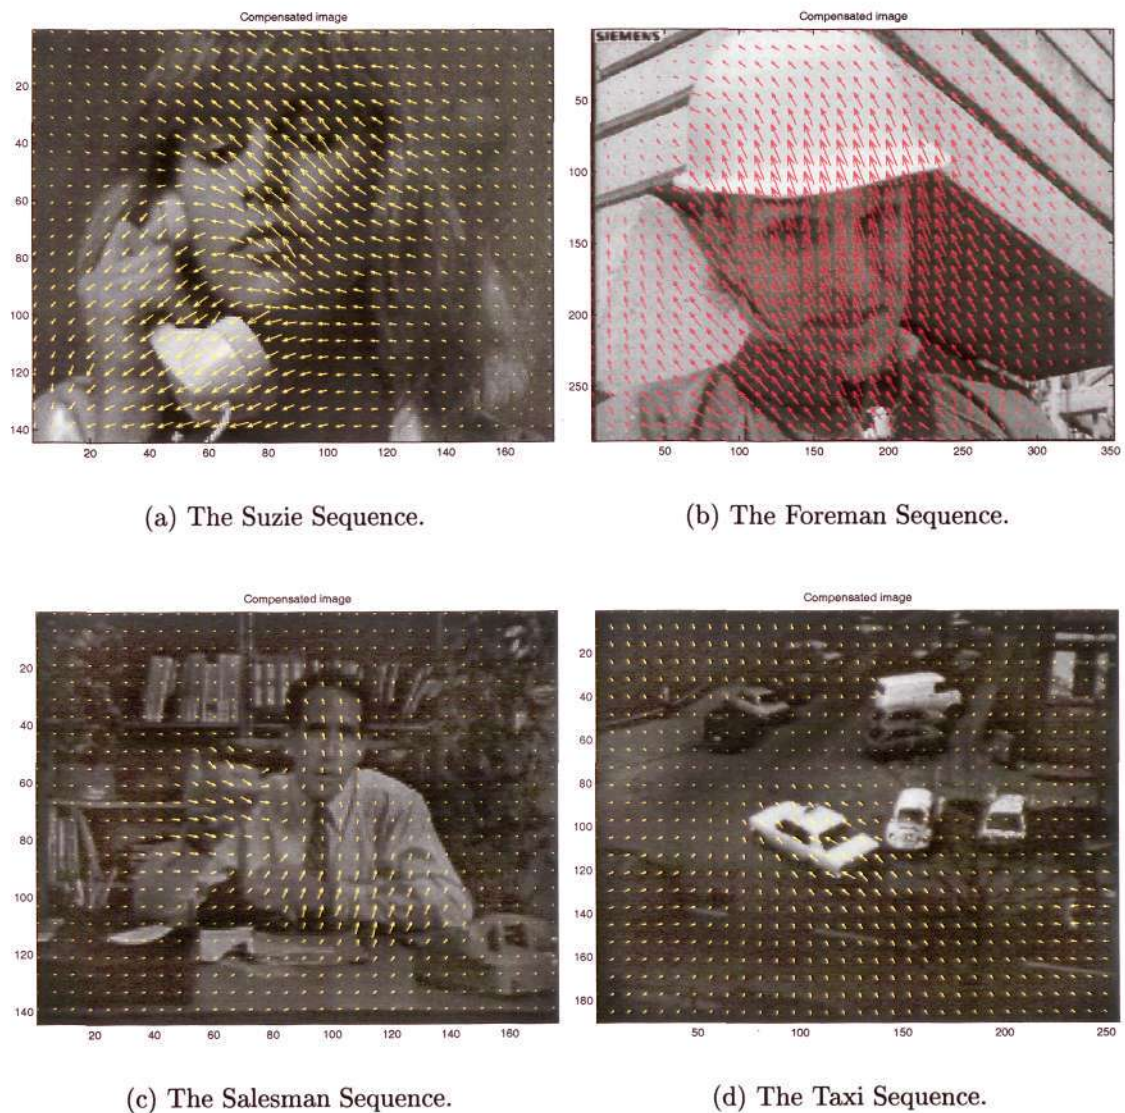 Compensated image
20
40
60
80
100
120
140
20 40 60 80 100 120 140 160
(a) The Suzie Sequence.
Compensated image
SIEMENS
50
100
150
200
250
50 100 150 200 250 300 350
(b) The Foreman Sequence.
Compensated image
20
40
60
80
100
120
140
20 40 60 80 100 120 140 160
(c) The Salesman Sequence.
Compensated image
20
40
60
80
100
120
140
160
180
50 100 150 200 250
(d) The Taxi Sequence.